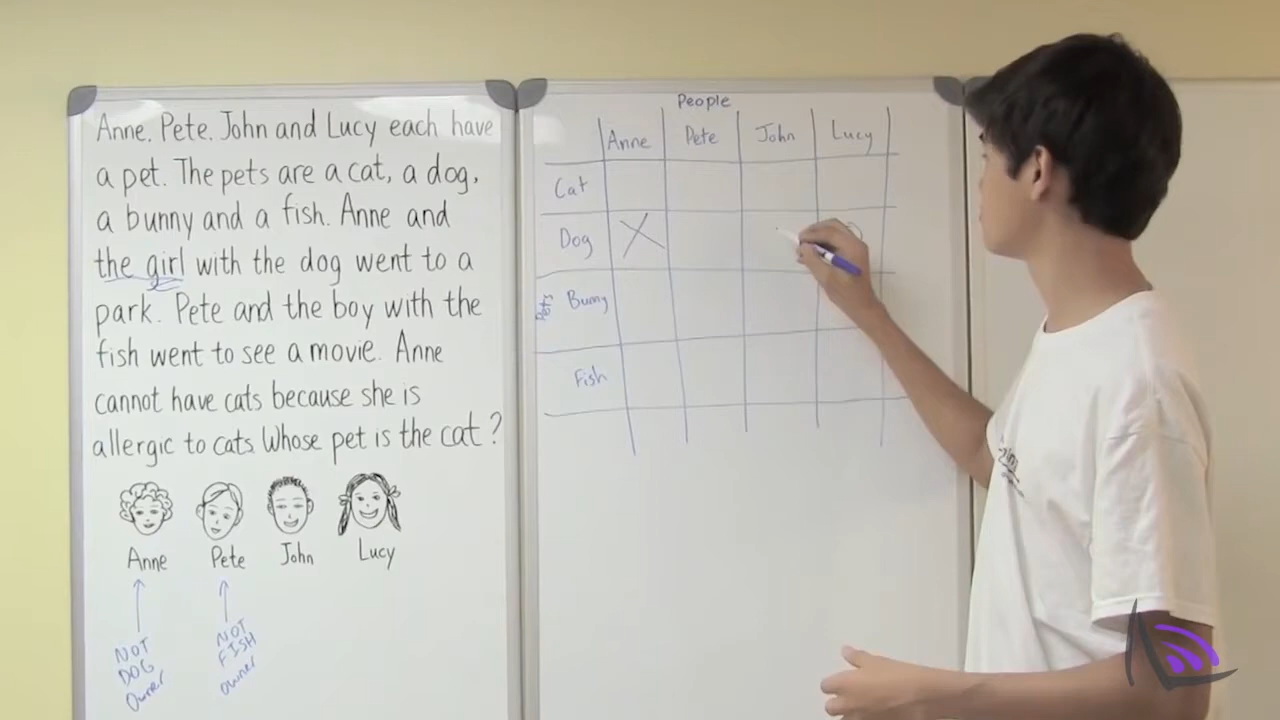 Anne, Pete, John and Lucy each have
a pet. The pets are a cat, a dog,
a bunny and a fish. Anne and
the girl with the dog went to a
park. Pete and the boy with the
fish went to see a movie. Anne
cannot have cats because she is
allergic to cats. Whose pet is the cat?
Anne Pete John Lucy
NOT
DOG
Owner
NOT
FISH
Owner
People
Anne Pete John Lucy
Cat
Dog X
Pets
Bunny
Fish